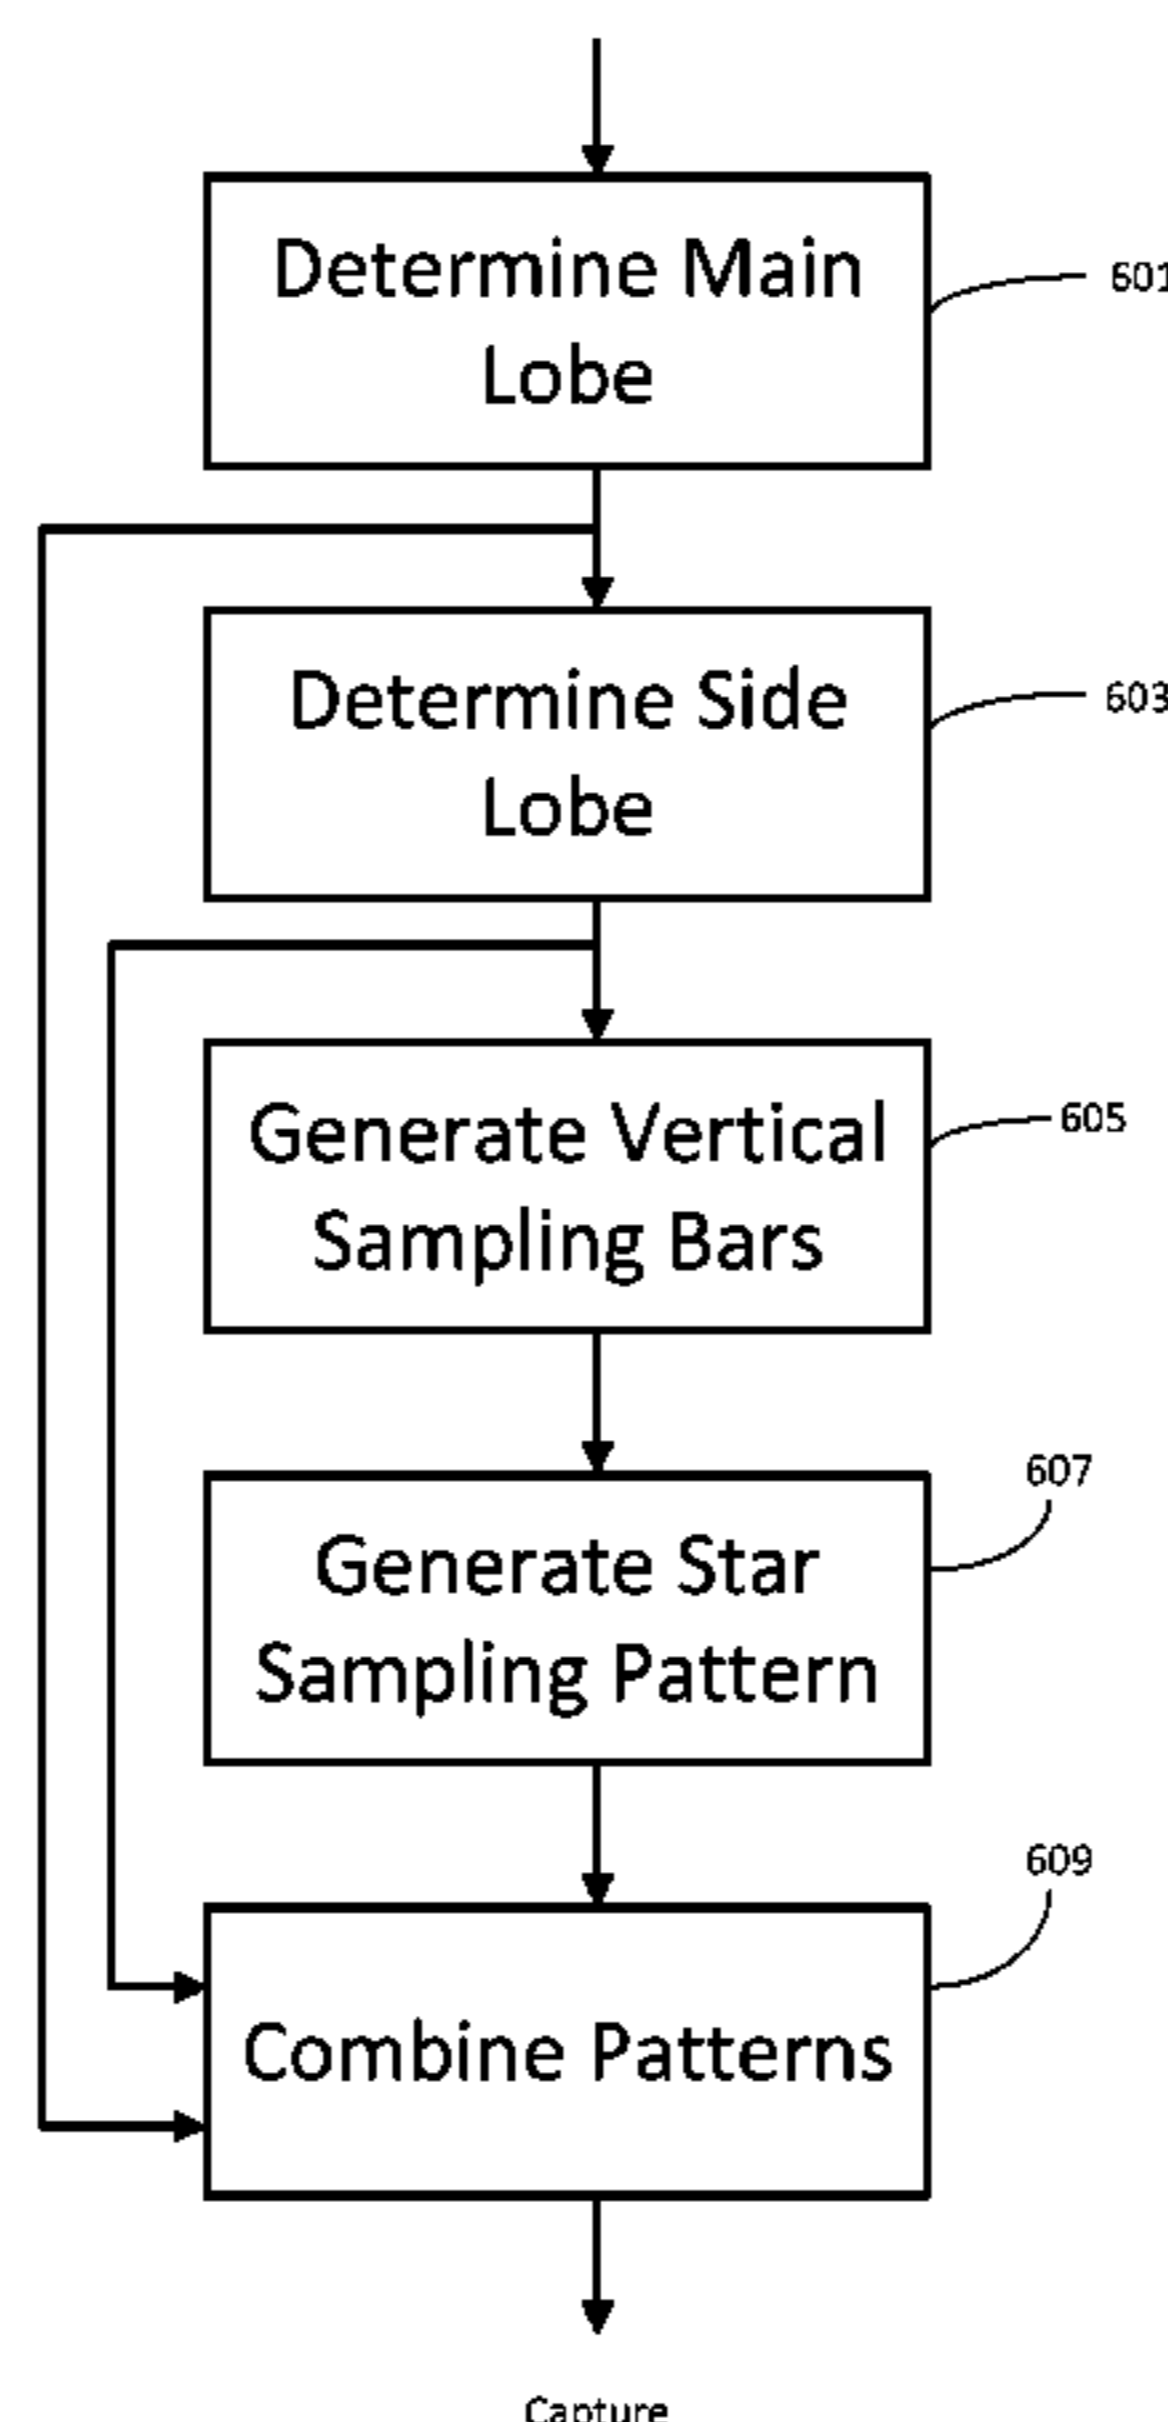 Determine Main
Lobe
601
Determine Side
Lobe
603
Generate Vertical
Sampling Bars
605
607
Generate Star
Sampling Pattern
609
Combine Patterns
Capture